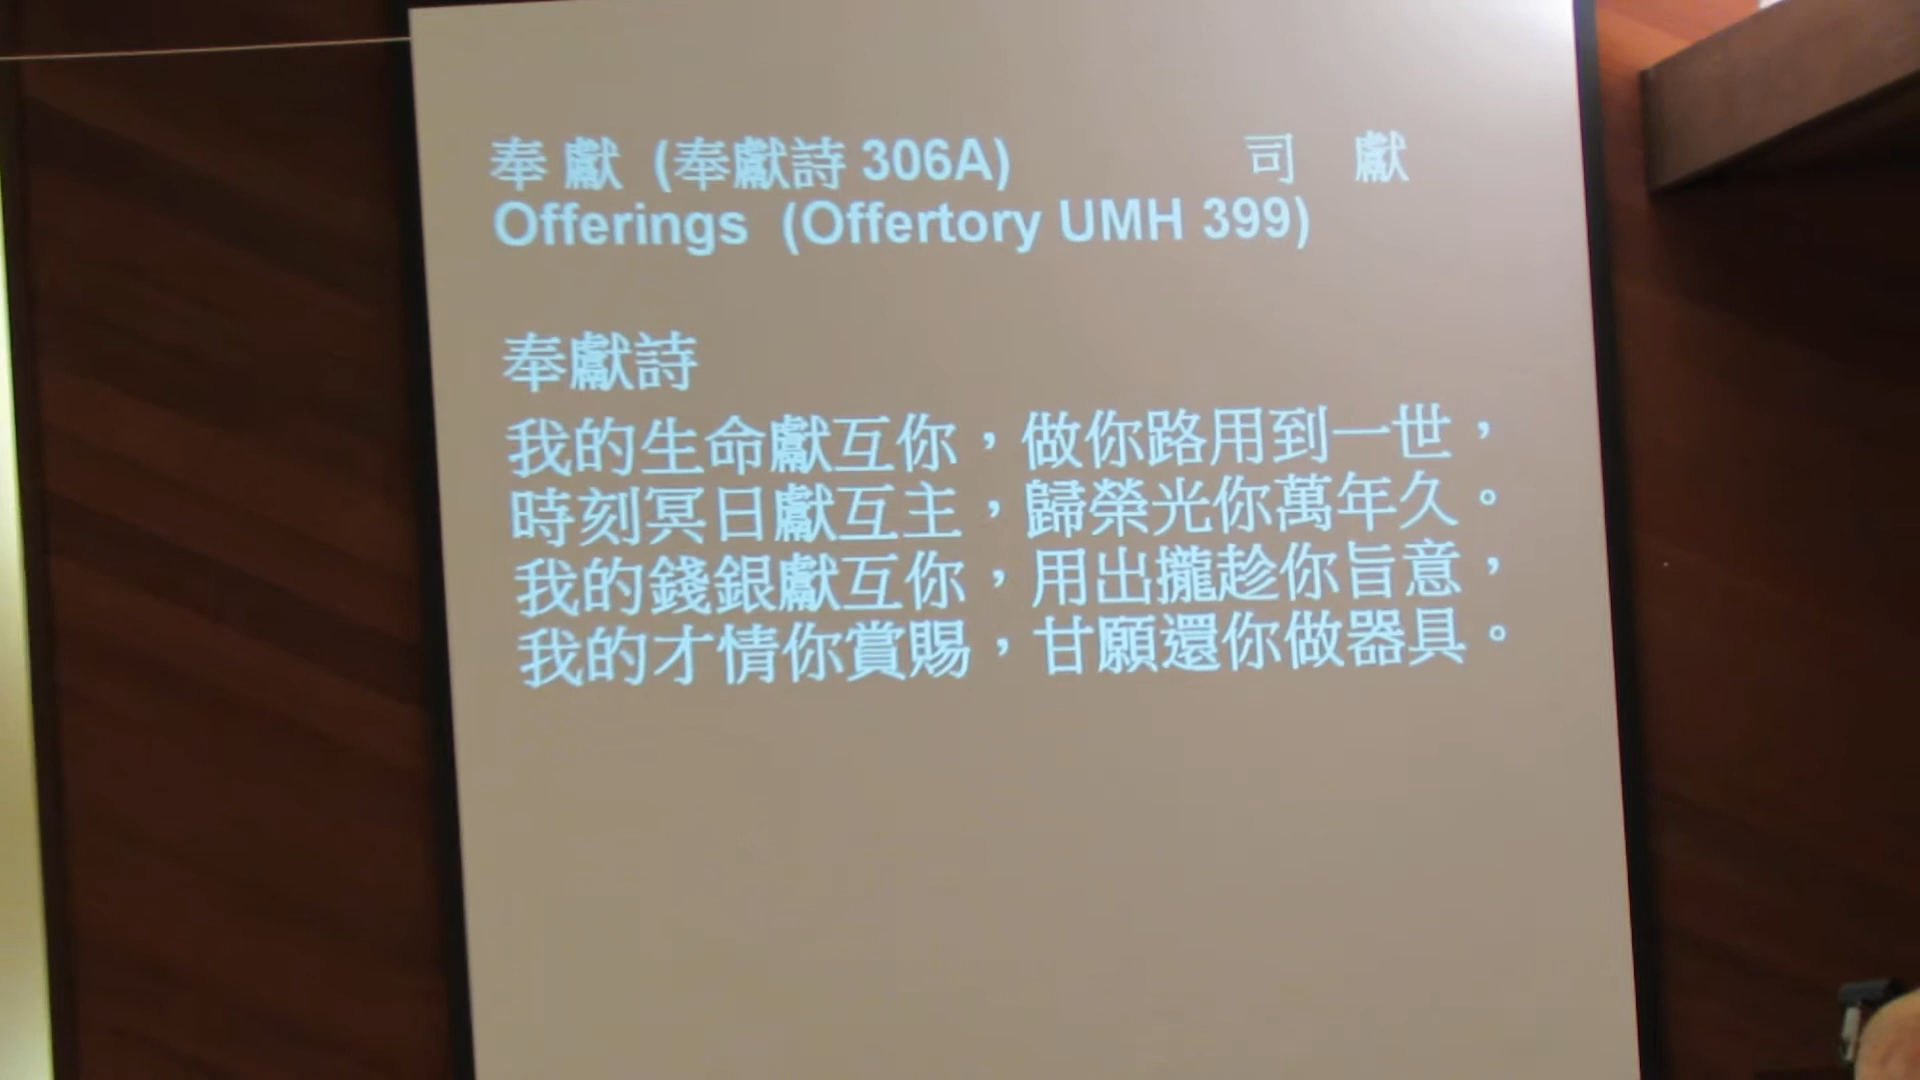 奉 獻 (奉獻詩 306A) 司 獻
Offerings (Offertory UMH 399)
奉獻詩
我的生命獻互你，做你路用到一世，
時刻冥日獻互主，歸榮光你萬年久。
我的錢銀獻互你，用出攏趁你旨意，
我的才情你賞賜，甘願還你做器具。